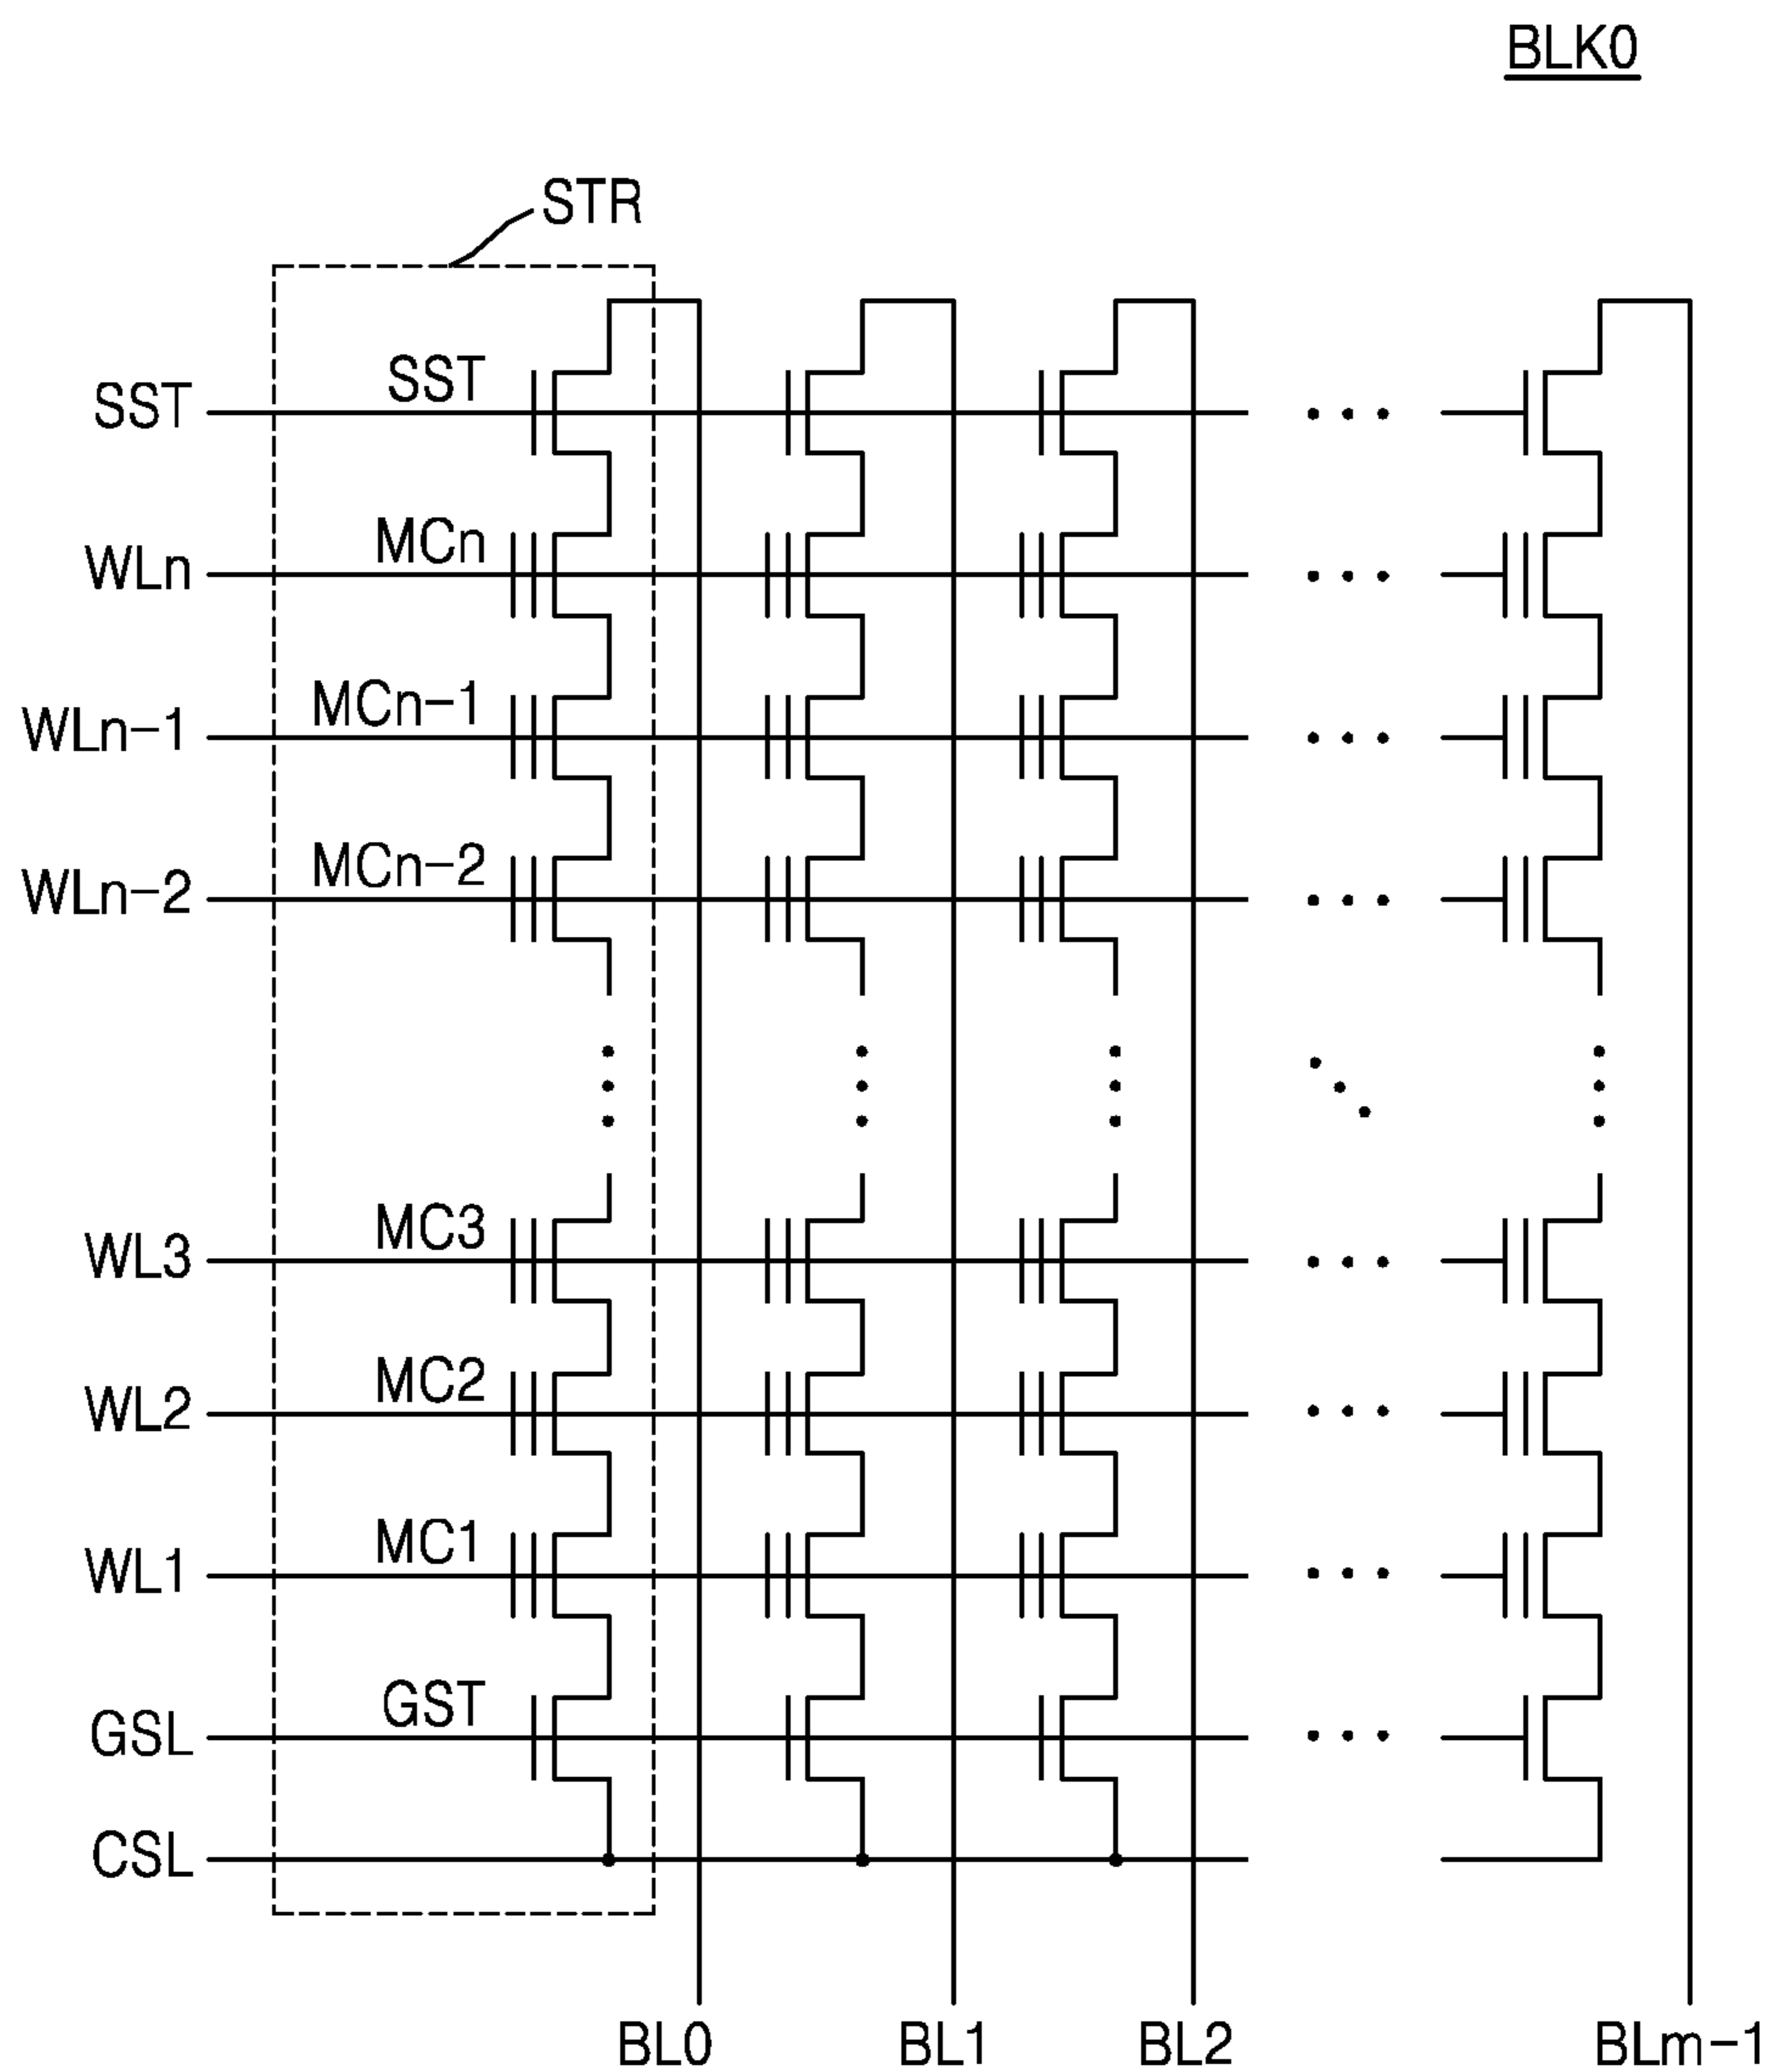 BLK0
STR
SST SST
WLn MCn
WLn-1 MCn-1
WLn-2 MCn-2
WL3 MC3
WL2 MC2
WL1 MC1
GSL GST
CSL
BL0 BL1 BL2 BLm-1